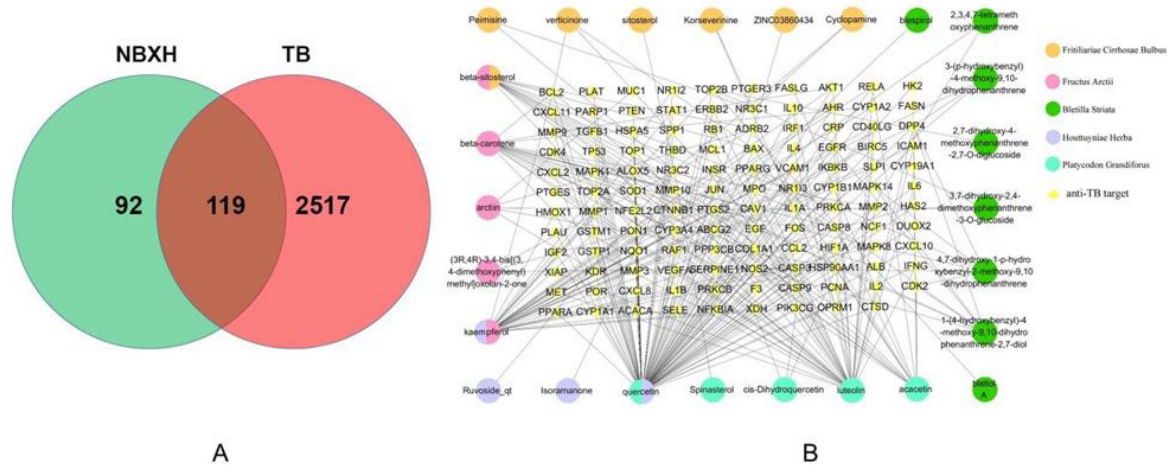 NBXH
TB
92
119
2517
A
Peimisine
verticinone
sitosterol
Korseverinine
ZINC03860434
Cyclopamine
blespirol
2,3,4,7-tetrameth
oxyphenanthrene
beta-sitosterol
beta-carotene
arctiin
(3R,4R)-3,4-bis[(3,
4-dimethoxyphenyl)
methyl]oxolan-2-one
kaempferol
BCL2 PLAT MUC1 NR1I2 TOP2B PTGER3 FASLG AKT1 RELA HK2
CXCL11 PARP1 PTEN STAT1 ERBB2 NR3C1 IL10 AHR CYP1A2 FASN
MMP9 TGFB1 HSPA5 SPP1 RB1 ADRB2 IRF1 CRP CD40LG DPP4
CDK4 TP53 TOP1 THBD MCL1 BAX IL4 EGFR BIRC5 ICAM1
CXCL2 MAPK1 ALOX5 NR3C2 INSR PPARG VCAM1 IKBKB SLPI CYP19A1
PTGES TOP2A SOD1 MMP10 JUN MPO NR1I3 CYP1B1 MAPK14 IL6
HMOX1 MMP1 NFE2L2 CTNNB1 PTGS2 CAV1 IL1A PRKCA MMP2 HAS2
PLAU GSTM1 PON1 CYP3A4 ABCG2 EGF FOS CASP8 NCF1 DUOX2
IGF2 GSTP1 NQO1 RAF1 PPP3CB COL1A1 CCL2 HIF1A MAPK8 CXCL10
XIAP KDR MMP3 VEGFA SERPINE1 NOS2 CASP3 HSP90AA1 ALB IFNG
MET POR CXCL8 IL1B PRKCB F3 CASP9 PCNA IL2 CDK2
PPARA CYP1A1 ACACA SELE NFKBIA XDH PIK3CG OPRM1 CTSD
3-(p-hydroxybenzyl)
-4-methoxy-9,10-
dihydrophenanthrene
2,7-dihydroxy-4-
methoxyphenanthrene
-2,7-O-diglucoside
3,7-dihydroxy-2,4-
dimethoxyphenanthrene
-3-O-glucoside
4,7-dihydroxy-1-p-hydro
xybenzyl-2-methoxy-9,10
-dihydrophenanthrene
1-(4-hydroxybenzyl)-4
-methoxy-9,10-dihydro
phenanthrene-2,7-diol
Ruvoside_qt
Isoramanone
quercetin
Spinasterol
cis-Dihydroquercetin
luteolin
acacetin
bletlol
A
Fritiliariae Cirrhosae Bulbus
Fructus Arctii
Bletilla Striata
Houttuyniae Herba
Platycodon Grandiforus
anti-TB target
B